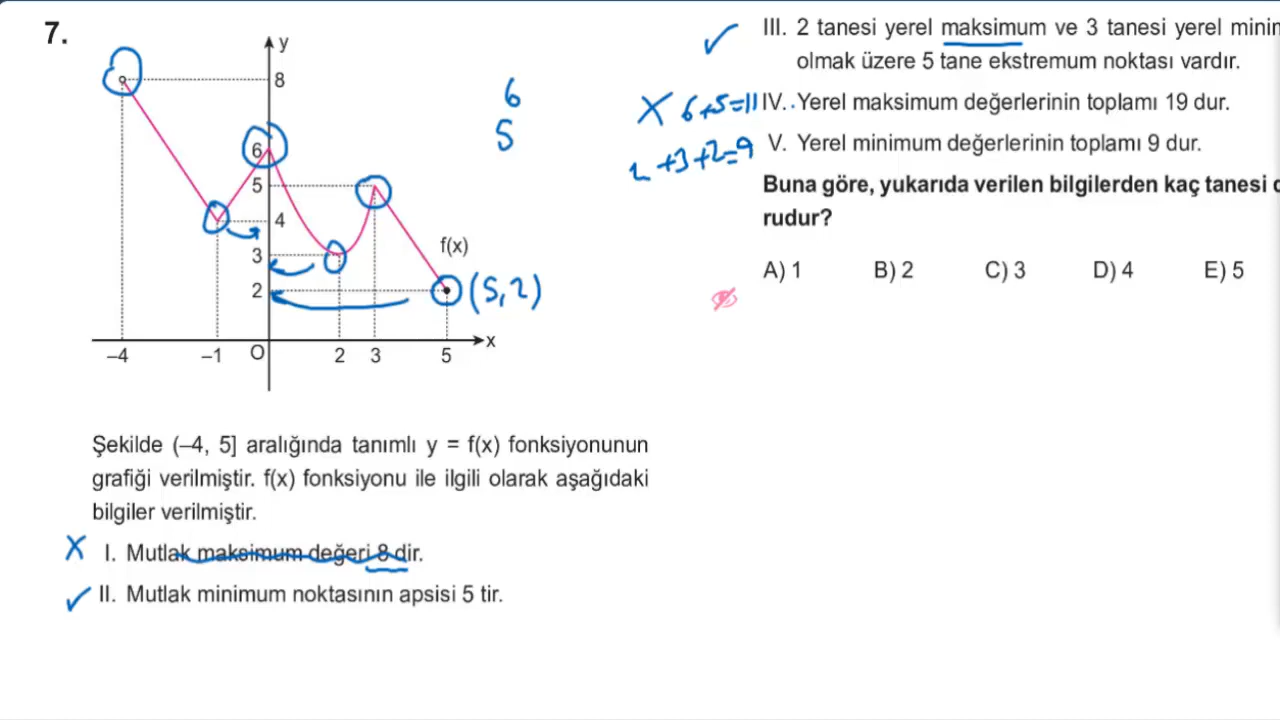 7.
y
8
6
5
4
3
2
f(x)
(5,2)
–4
–1
O
2
3
5
x
6
5
Şekilde (–4, 5] aralığında tanımlı y = f(x) fonksiyonunun
grafiği verilmiştir. f(x) fonksiyonu ile ilgili olarak aşağıdaki
bilgiler verilmiştir.
X I. Mutlak maksimum değeri 8 dir.
✓ II. Mutlak minimum noktasının apsisi 5 tir.
✓ III. 2 tanesi yerel maksimum ve 3 tanesi yerel
olmak üzere 5 tane ekstremum noktası vardır.
X 6+5=11 IV. Yerel maksimum değerlerinin toplamı 19 dur.
2+3+2=9 V. Yerel minimum değerlerinin toplamı 9 dur.
Buna göre, yukarıda verilen bilgilerden kaç tanesi
rudur?
A) 1 B) 2 C) 3 D) 4 E) 5